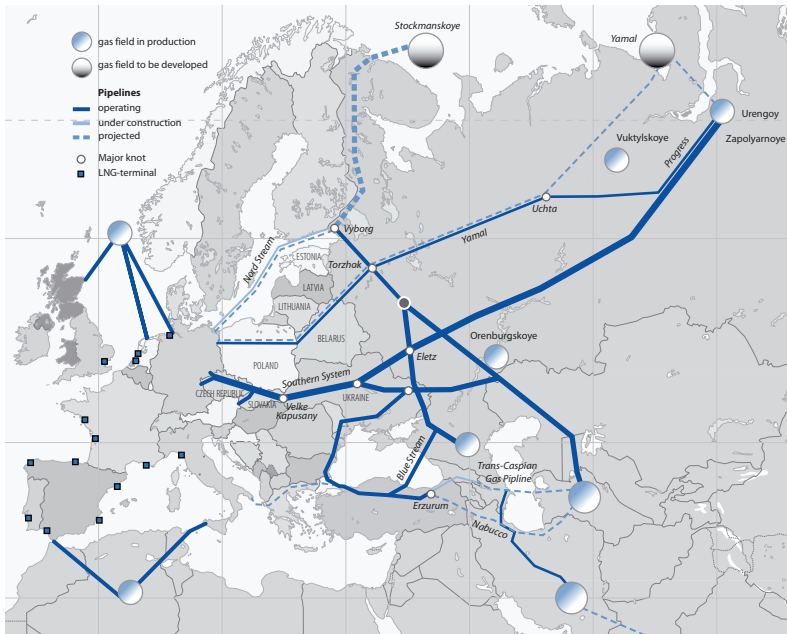 Stockmanskoye
Yamal
gas field in production
gas field to be developed
Pipelines
operating
under construction
projected
Major knot
LNG-terminal
Urengoy
Zapolyarnoye
Vuktylskoye
Progress
Uchta
Vyborg
Yamal
Nord Stream
ESTONIA
Torzhok
LATVIA
LITHUANIA
BELARUS
Orenburgskoye
POLAND
Eletz
Southern System
CZECH REPUBLIC
UKRAINE
SLOVAKIA
Velke
Kapusany
Blue Stream
Trans-Caspian
Gas Pipline
Erzurum
Nabucco